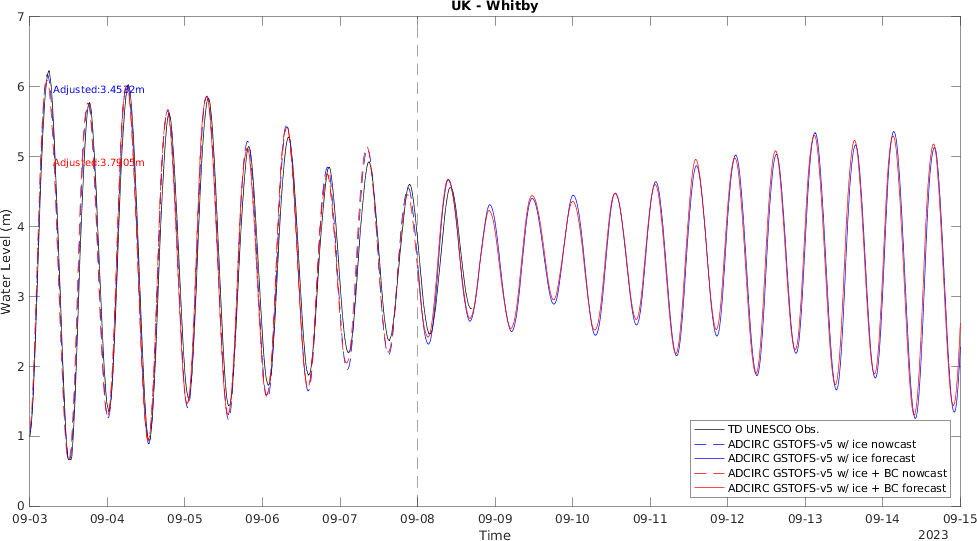 UK - Whitby
7
6
5
4
3
2
1
0
Water Level (m)
Adjusted:3.4572m
Adjusted:3.7905m
TD UNESCO Obs.
ADCIRC GSTOFS-v5 w/ ice nowcast
ADCIRC GSTOFS-v5 w/ ice forecast
ADCIRC GSTOFS-v5 w/ ice + BC nowcast
ADCIRC GSTOFS-v5 w/ ice + BC forecast
09-03 09-04 09-05 09-06 09-07 09-08 09-09 09-10 09-11 09-12 09-13 09-14 09-15
Time
2023